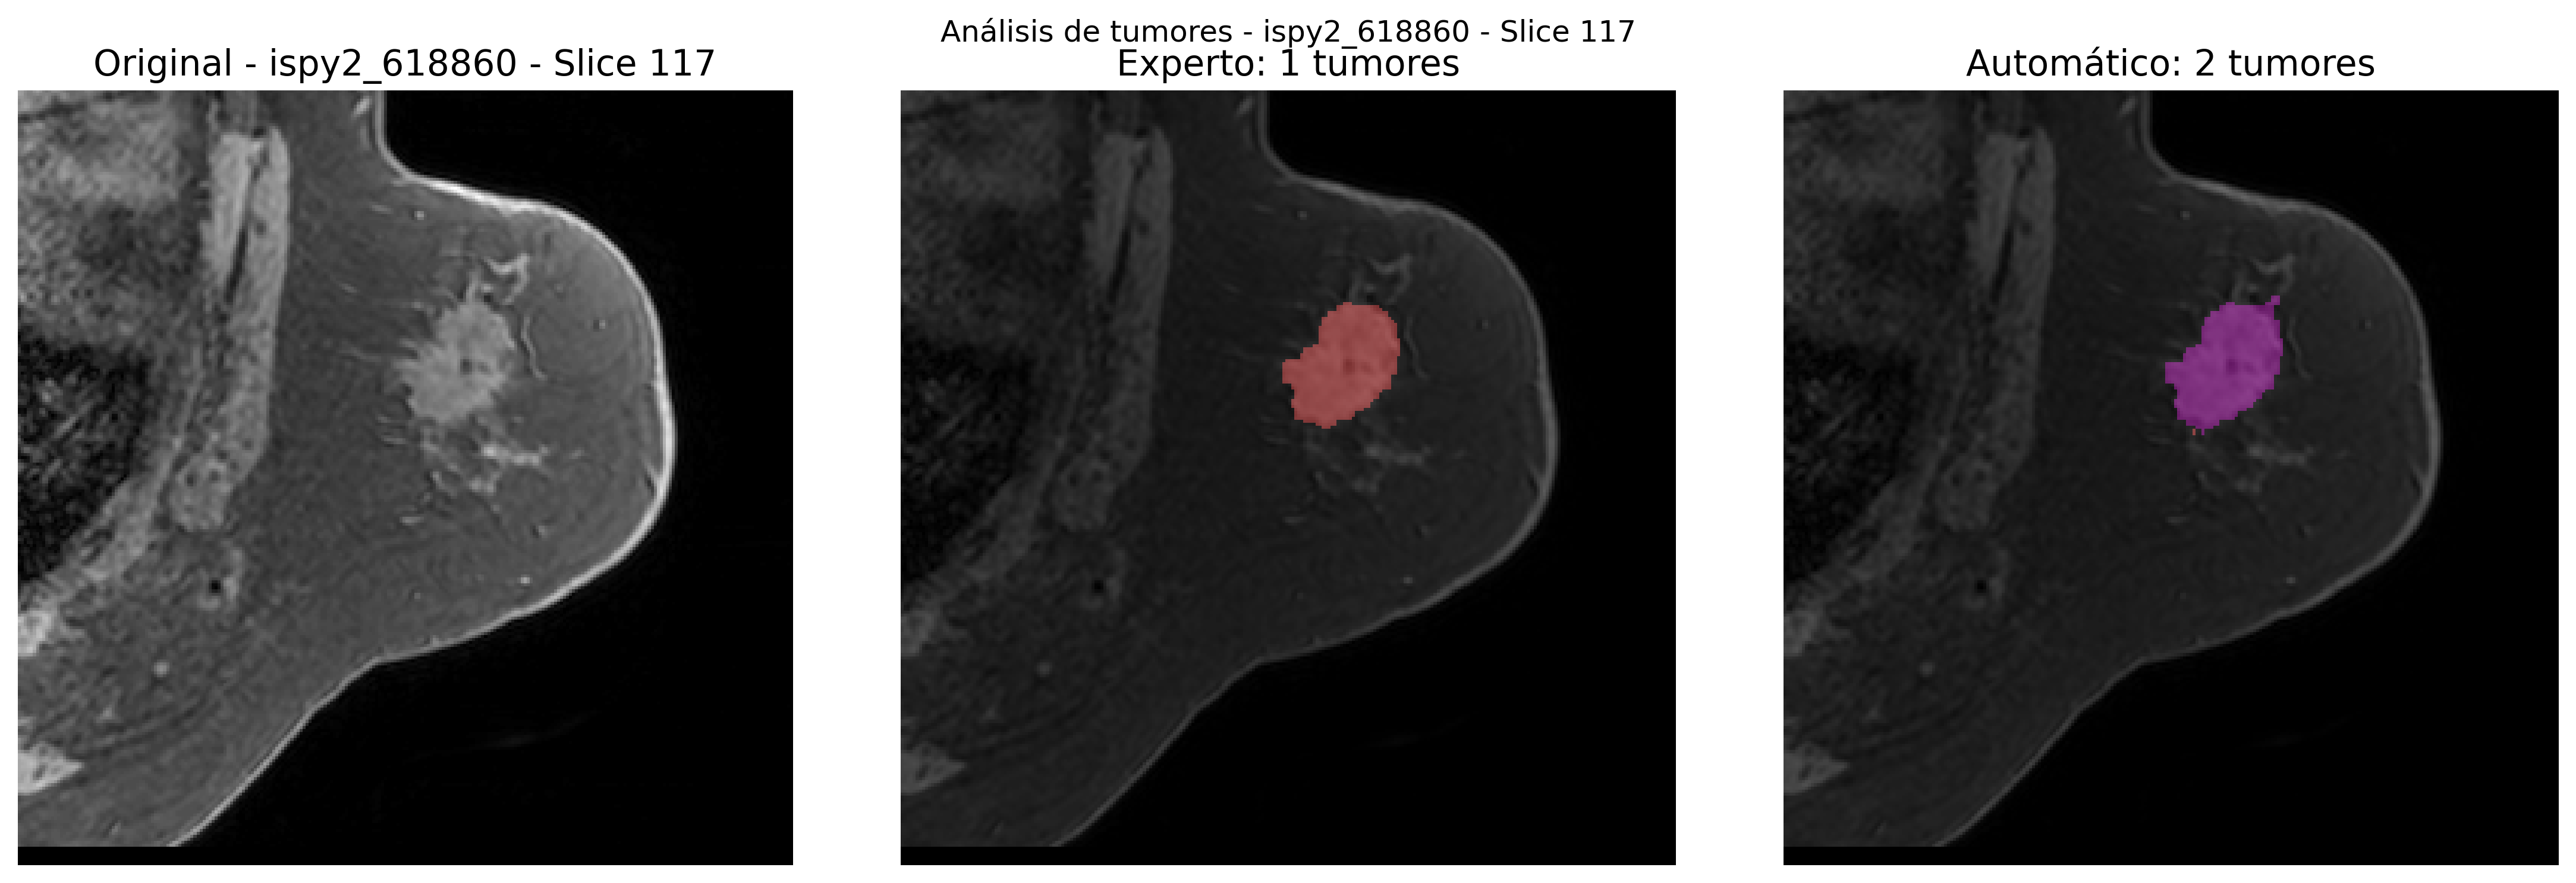 Análisis de tumores - ispy2_618860 - Slice 117
Original - ispy2_618860 - Slice 117
Experto: 1 tumores
Automático: 2 tumores